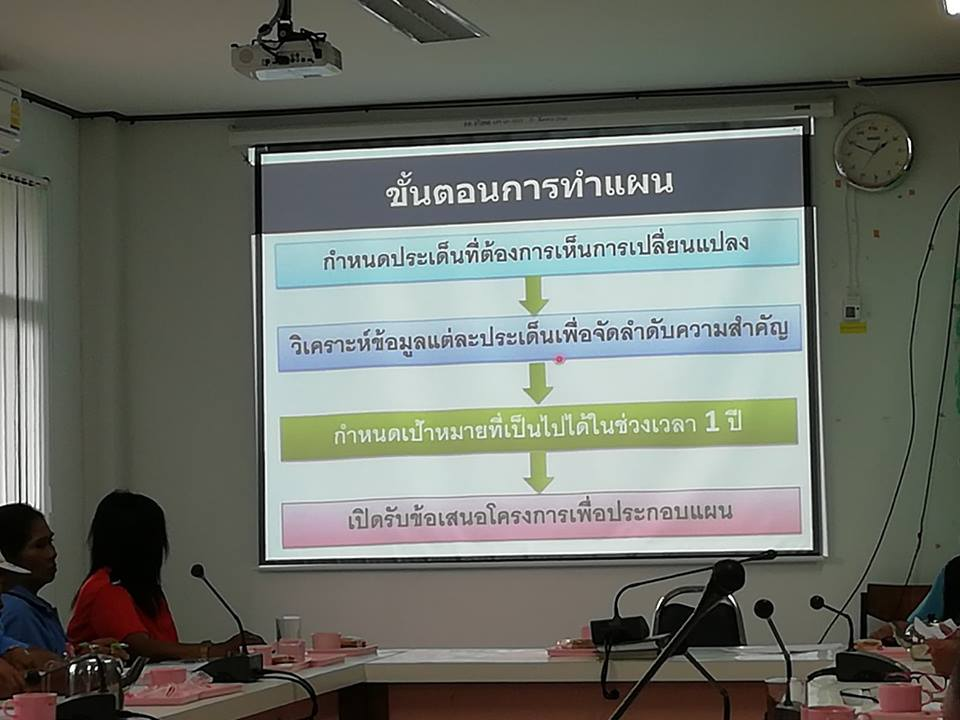 ขั้นตอนการทำแผน
กำหนดประเด็นที่ต้องการเห็นการเปลี่ยนแปลง
วิเคราะห์ข้อมูลแต่ละประเด็นเพื่อจัดลำดับความสำคัญ
กำหนดเป้าหมายที่เป็นไปได้ในช่วงเวลา 1 ปี
เปิดรับข้อเสนอโครงการเพื่อประกอบแผน